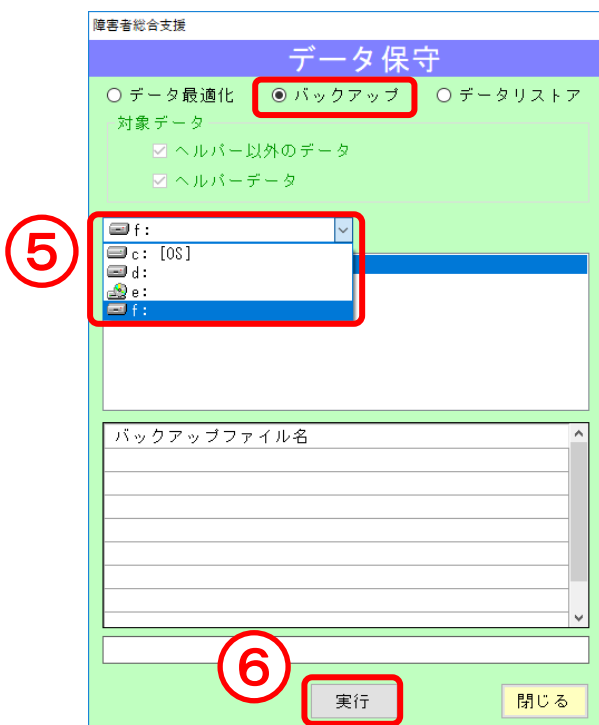 障害者総合支援
データ保守
データ最適化 バックアップ データリストア
対象データ
ヘルパー以外のデータ
ヘルパーデータ
⑤
f:
c: [OS]
d:
e:
f:
バックアップファイル名
⑥
実行 閉じる